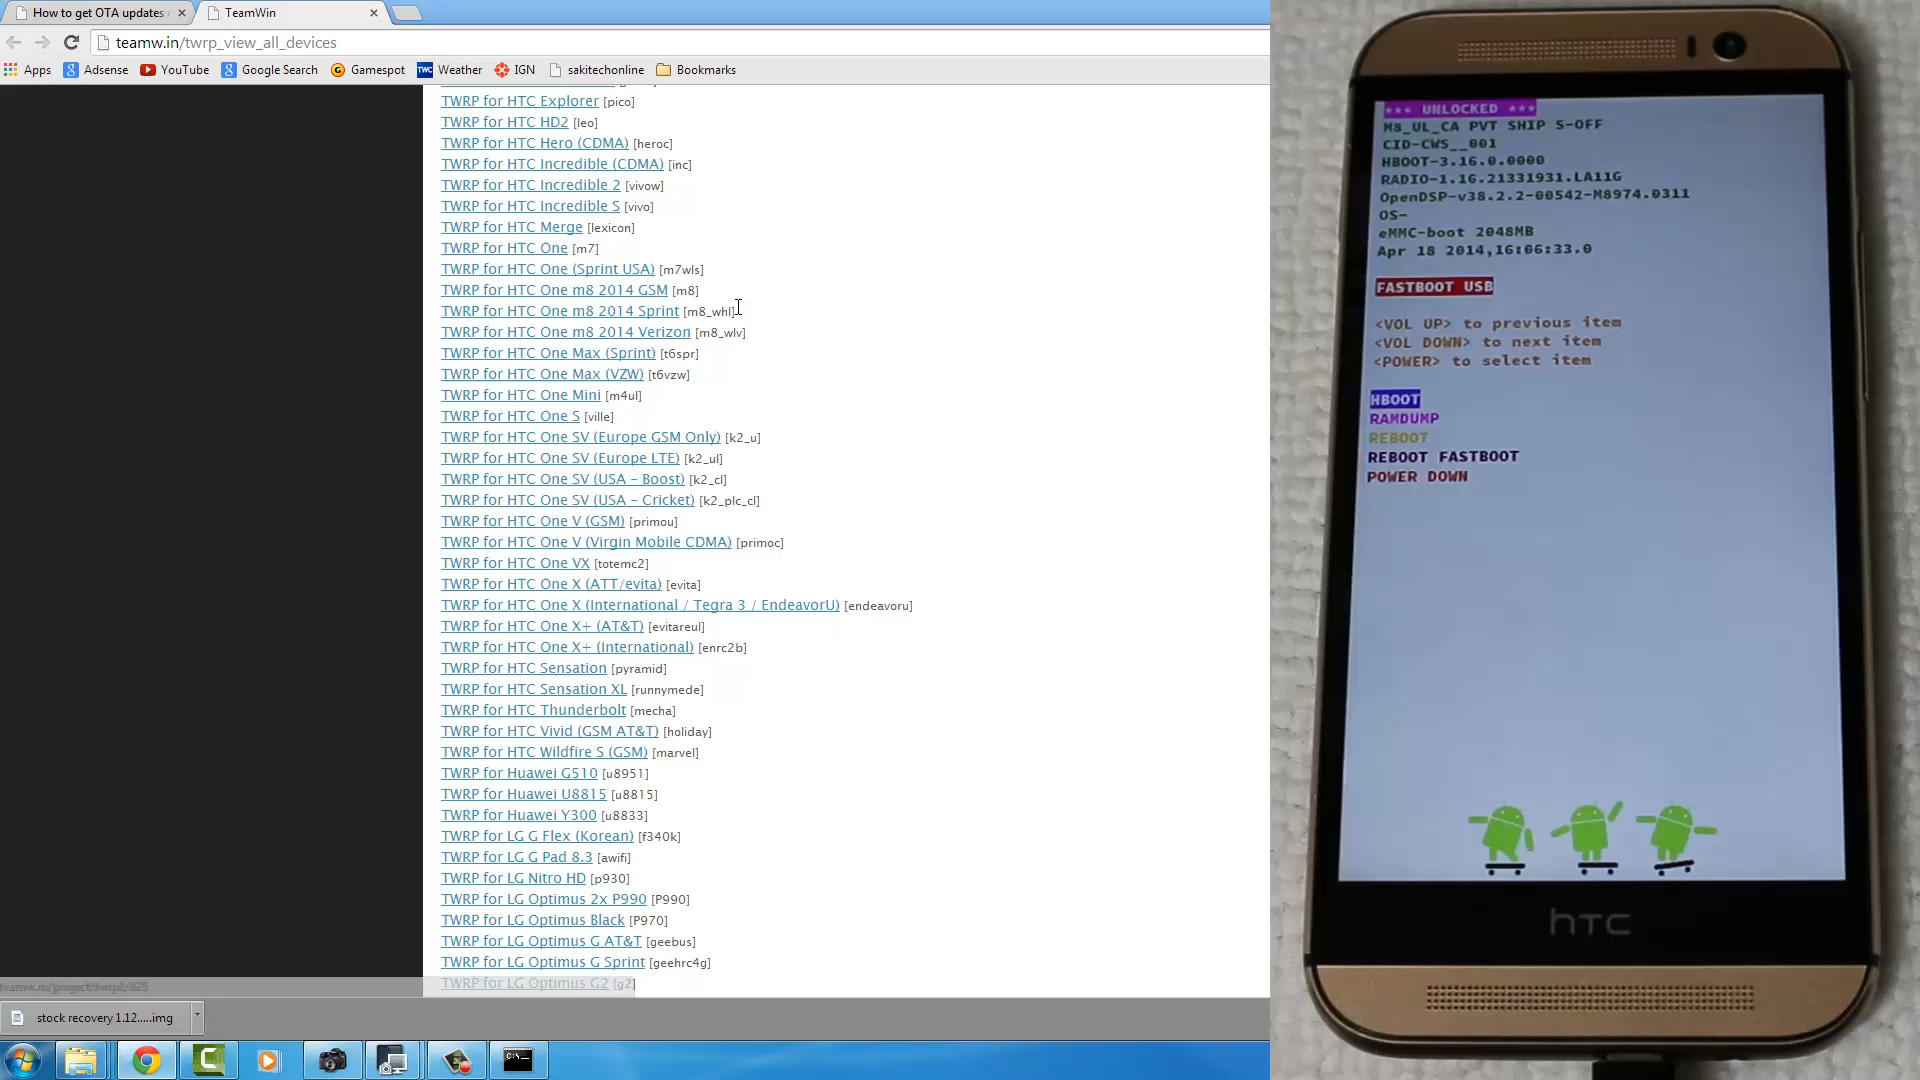 How to get OTA updates
TeamWin
teamw.in/twrp_view_all_devices
Apps
Adsense
YouTube
Google Search
Gamespot
TWC Weather
IGN
sakitechonline
Bookmarks
TWRP for HTC Explorer [pico]
TWRP for HTC HD2 [leo]
TWRP for HTC Hero (CDMA) [heroc]
TWRP for HTC Incredible (CDMA) [inc]
TWRP for HTC Incredible 2 [vivow]
TWRP for HTC Incredible S [vivo]
TWRP for HTC Merge [lexicon]
TWRP for HTC One [m7]
TWRP for HTC One (Sprint USA) [m7wls]
TWRP for HTC One m8 2014 GSM [m8]
TWRP for HTC One m8 2014 Sprint [m8_whl]
TWRP for HTC One m8 2014 Verizon [m8_wlv]
TWRP for HTC One Max (Sprint) [t6spr]
TWRP for HTC One Max (VZW) [t6vzw]
TWRP for HTC One Mini [m4ul]
TWRP for HTC One S [ville]
TWRP for HTC One SV (Europe GSM Only) [k2_u]
TWRP for HTC One SV (Europe LTE) [k2_ul]
TWRP for HTC One SV (USA - Boost) [k2_cl]
TWRP for HTC One SV (USA - Cricket) [k2_plc_cl]
TWRP for HTC One V (GSM) [primou]
TWRP for HTC One V (Virgin Mobile CDMA) [primoc]
TWRP for HTC One VX [totemc2]
TWRP for HTC One X (ATT/evita) [evita]
TWRP for HTC One X (International / Tegra 3 / EndeavorU) [endeavoru]
TWRP for HTC One X+ (AT&T) [evitareul]
TWRP for HTC One X+ (International) [enrc2b]
TWRP for HTC Sensation [pyramid]
TWRP for HTC Sensation XL [runnymede]
TWRP for HTC Thunderbolt [mecha]
TWRP for HTC Vivid (GSM AT&T) [holiday]
TWRP for HTC Wildfire S (GSM) [marvel]
TWRP for Huawei G510 [u8951]
TWRP for Huawei U8815 [u8815]
TWRP for Huawei Y300 [u8833]
TWRP for LG G Flex (Korean) [f340k]
TWRP for LG G Pad 8.3 [awifi]
TWRP for LG Nitro HD [p930]
TWRP for LG Optimus 2x P990 [P990]
TWRP for LG Optimus Black [P970]
TWRP for LG Optimus G AT&T [geebus]
TWRP for LG Optimus G Sprint [geehrc4g]
TWRP for LG Optimus G2 [g2]
stock recovery 1.12.....img
*** UNLOCKED ***
M8_UL_CA PVT SHIP S-OFF
CID-CWS__001
HBOOT-3.16.0.0000
RADIO-1.16.21331931.LA11G
OpenDSP-v38.2.2-00542-M8974.0311
OS-
eMMC-boot 2048MB
Apr 18 2014,16:06:33.0
FASTBOOT USB
<VOL UP> to previous item
<VOL DOWN> to next item
<POWER> to select item
HBOOT
RAMDUMP
REBOOT
REBOOT FASTBOOT
POWER DOWN
hTC